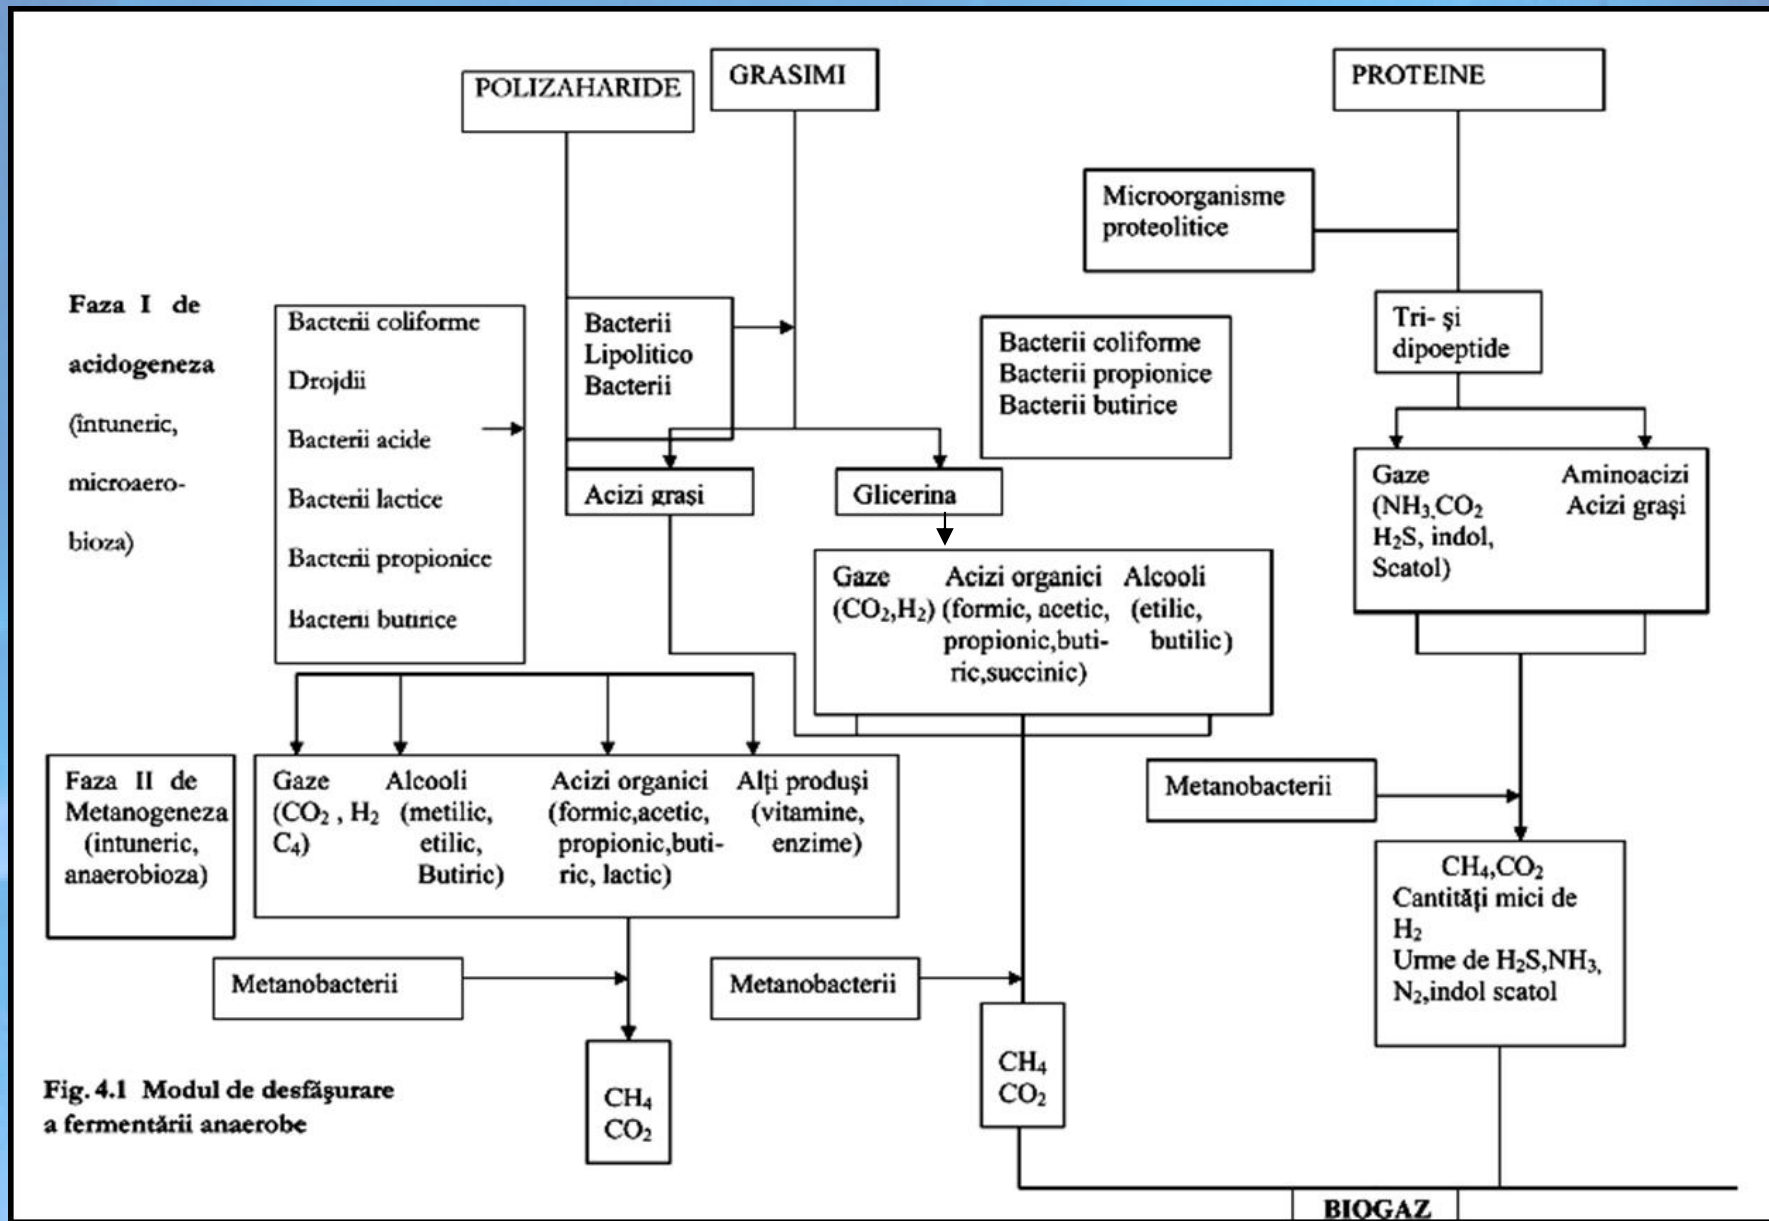 POLIZAHARIDE
GRASIMI
PROTEINE
Microorganisme
proteolitice
Faza I de
acidogeneza
(întuneric,
microaero-
bioza)
Bacterii coliforme
Drojdii
Bacterii acide
Bacterii lactice
Bacterii propionice
Bacterii butirice
Bacterii
Lipolitico
Bacterii
Bacterii coliforme
Bacterii propionice
Bacterii butirice
Tri- şi
dipoeptide
Acizi graşi
Glicerina
Gaze Aminoacizi
(NH₃,CO₂ Acizi graşi
H₂S, indol,
Scatol)
Gaze Acizi organici Alcooli
(CO₂,H₂) (formic, acetic, (etilic,
propionic,buti- butilic)
ric,succinic)
Faza II de
Metanogeneza
(intuneric,
anaerobioza)
Gaze Alcooli Acizi organici Alţi produşi
(CO₂ , H₂ (metilic, (formic,acetic, (vitamine,
C₄) etilic, propionic,buti- enzime)
Butiric) ric, lactic)
Metanobacterii
CH₄,CO₂
Cantităţi mici de
H₂
Urme de H₂S,NH₃,
N₂,indol scatol
Metanobacterii
Metanobacterii
CH₄
CO₂
CH₄
CO₂
Fig. 4.1 Modul de desfăşurare
a fermentării anaerobe
BIOGAZ